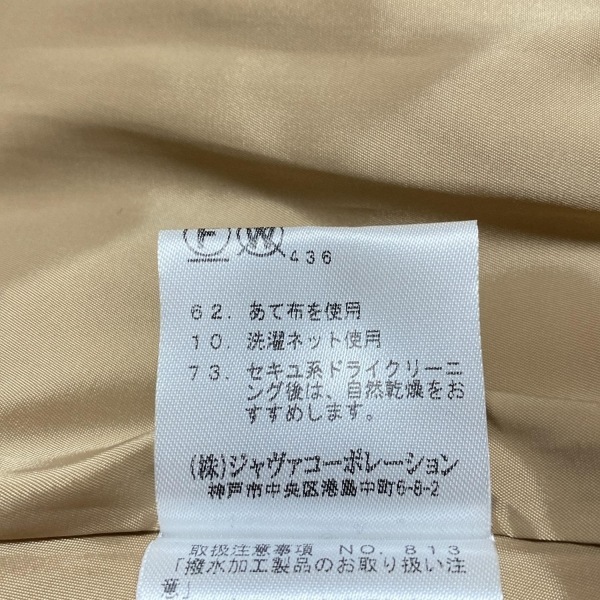 F W
436
62. あて布を使用
10. 洗濯ネット使用
73. セキユ系ドライクリーニ
ング後は、自然乾燥をお
すすめします。
(株)ジャヴァコーポレーション
神戸市中央区港島中町6-8-2
取扱注意事項 NO. 813
「撥水加工製品のお取り扱い注
意」